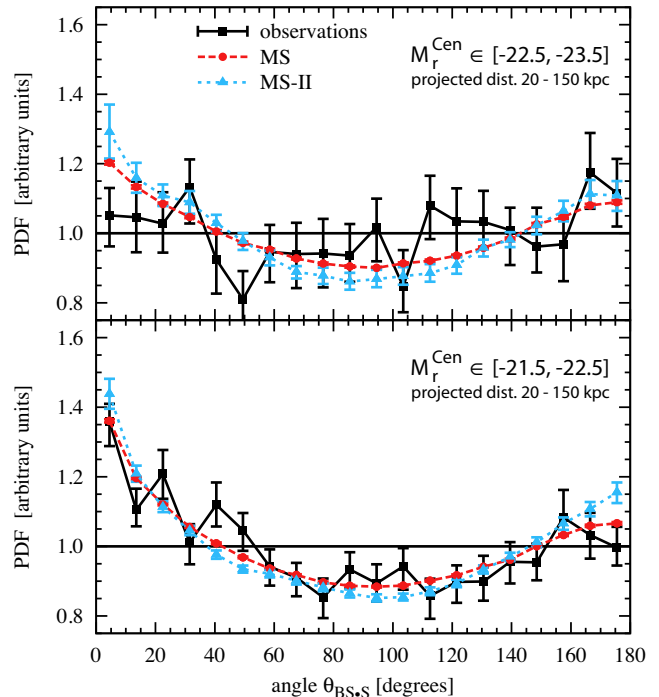 observations
MS
MS-II
M_r^Cen ∈ [-22.5, -23.5]
projected dist. 20 - 150 kpc
PDF [arbitrary units]
1.6
1.4
1.2
1.0
0.8
M_r^Cen ∈ [-21.5, -22.5]
projected dist. 20 - 150 kpc
PDF [arbitrary units]
1.6
1.4
1.2
1.0
0.8
0 20 40 60 80 100 120 140 160 180
angle θ_BS•S [degrees]